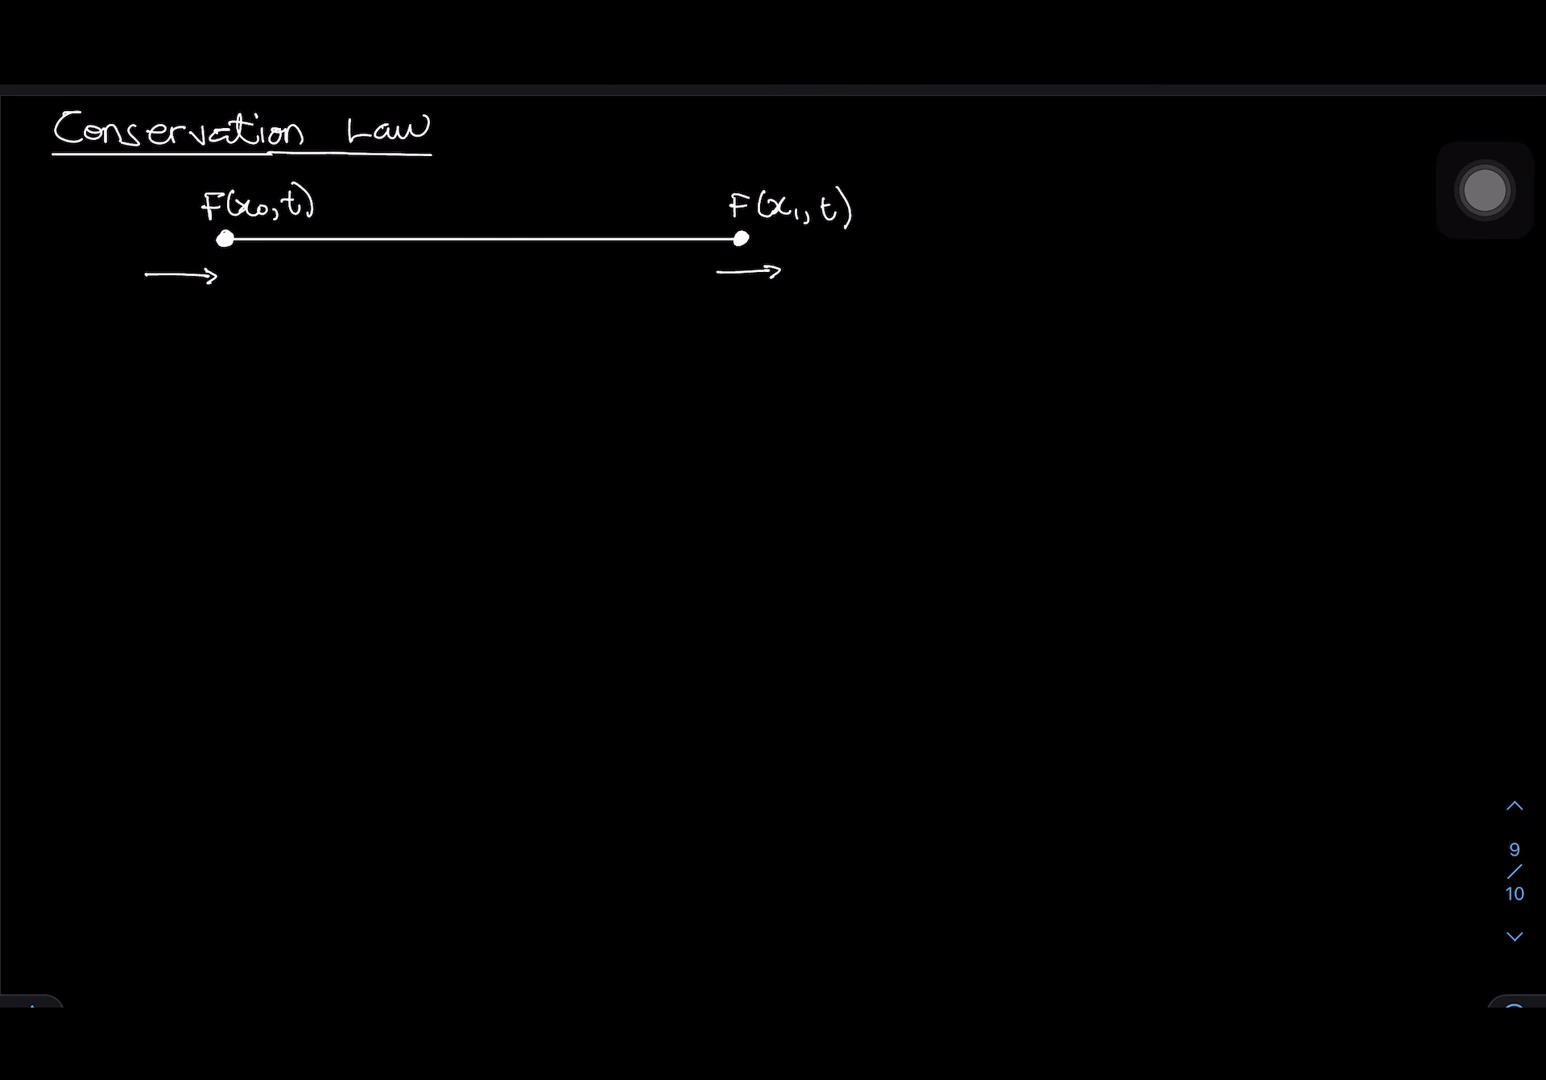 Conservation Law
F(x₀,t) F(x₁,t)
9
/
10